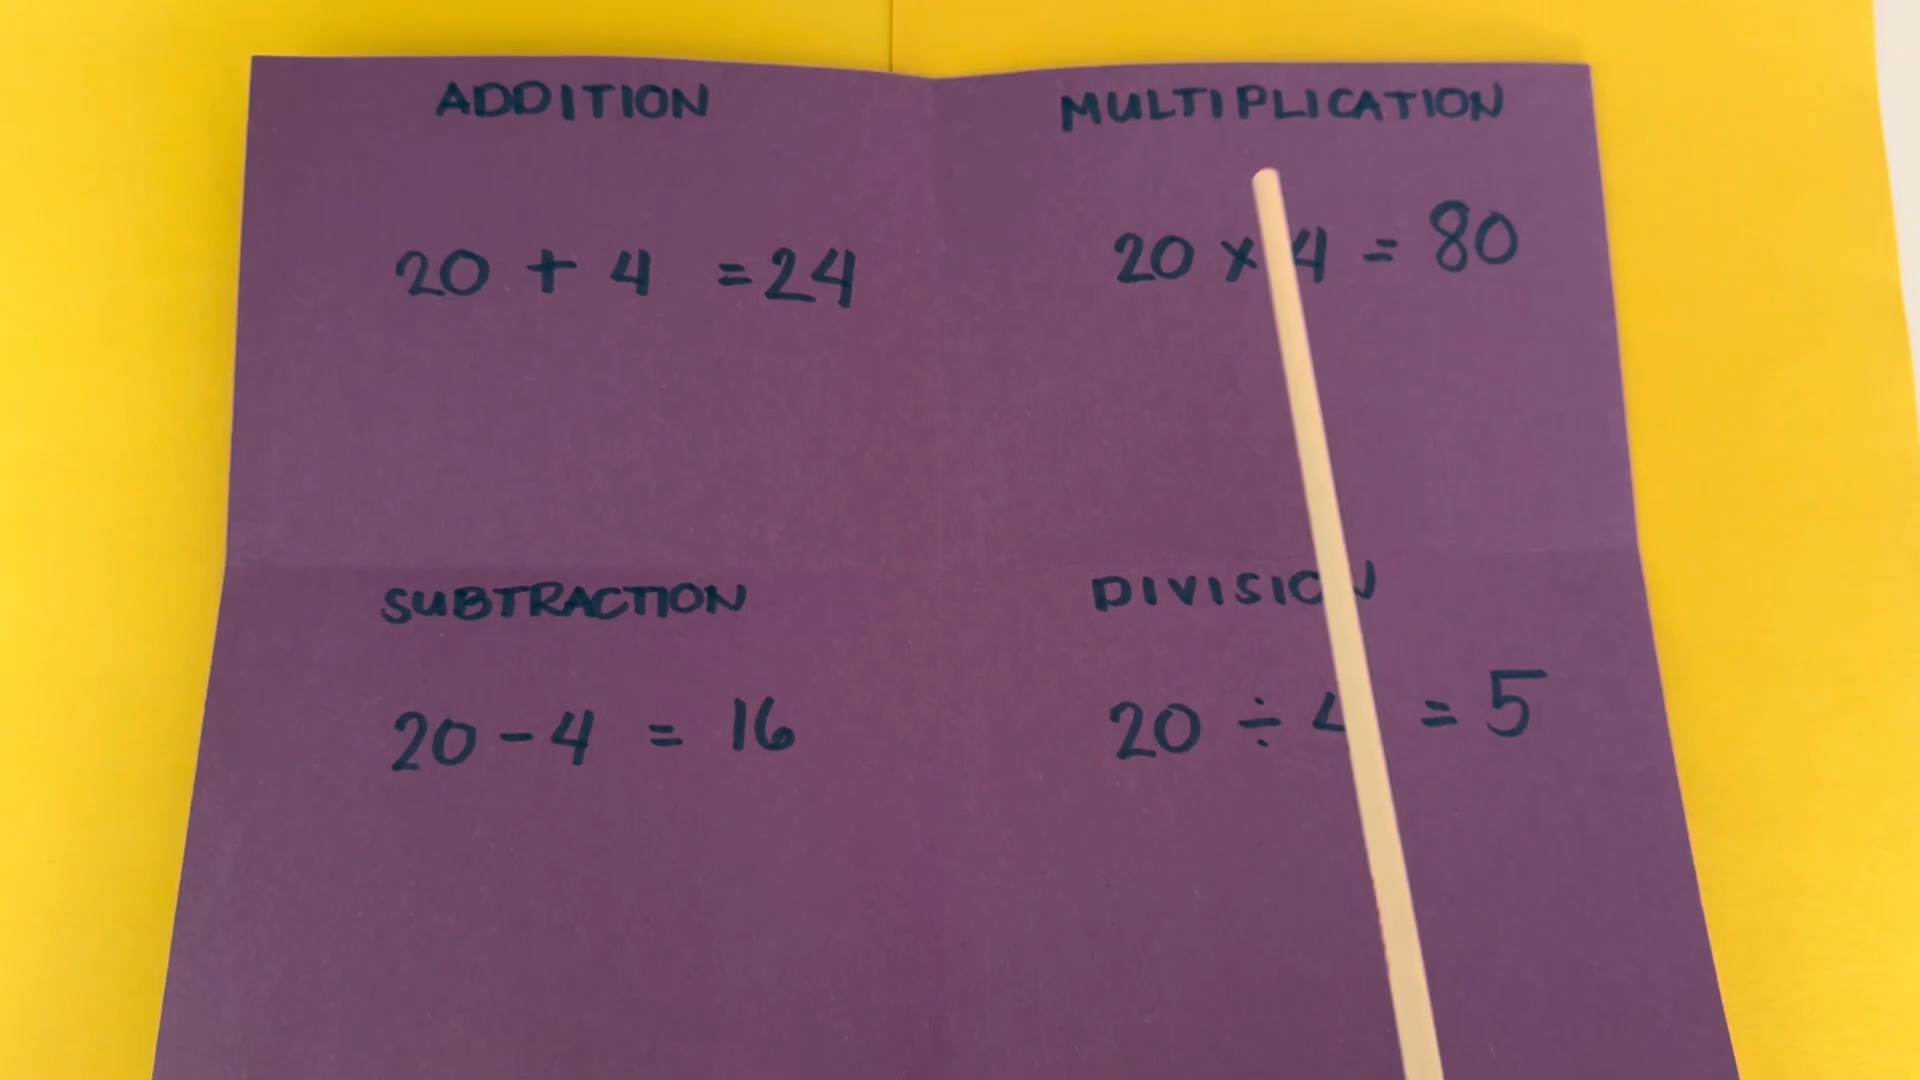 ADDITION
20 + 4 = 24
MULTIPLICATION
20 x 4 = 80
SUBTRACTION
20 - 4 = 16
DIVISION
20 ÷ 4 = 5